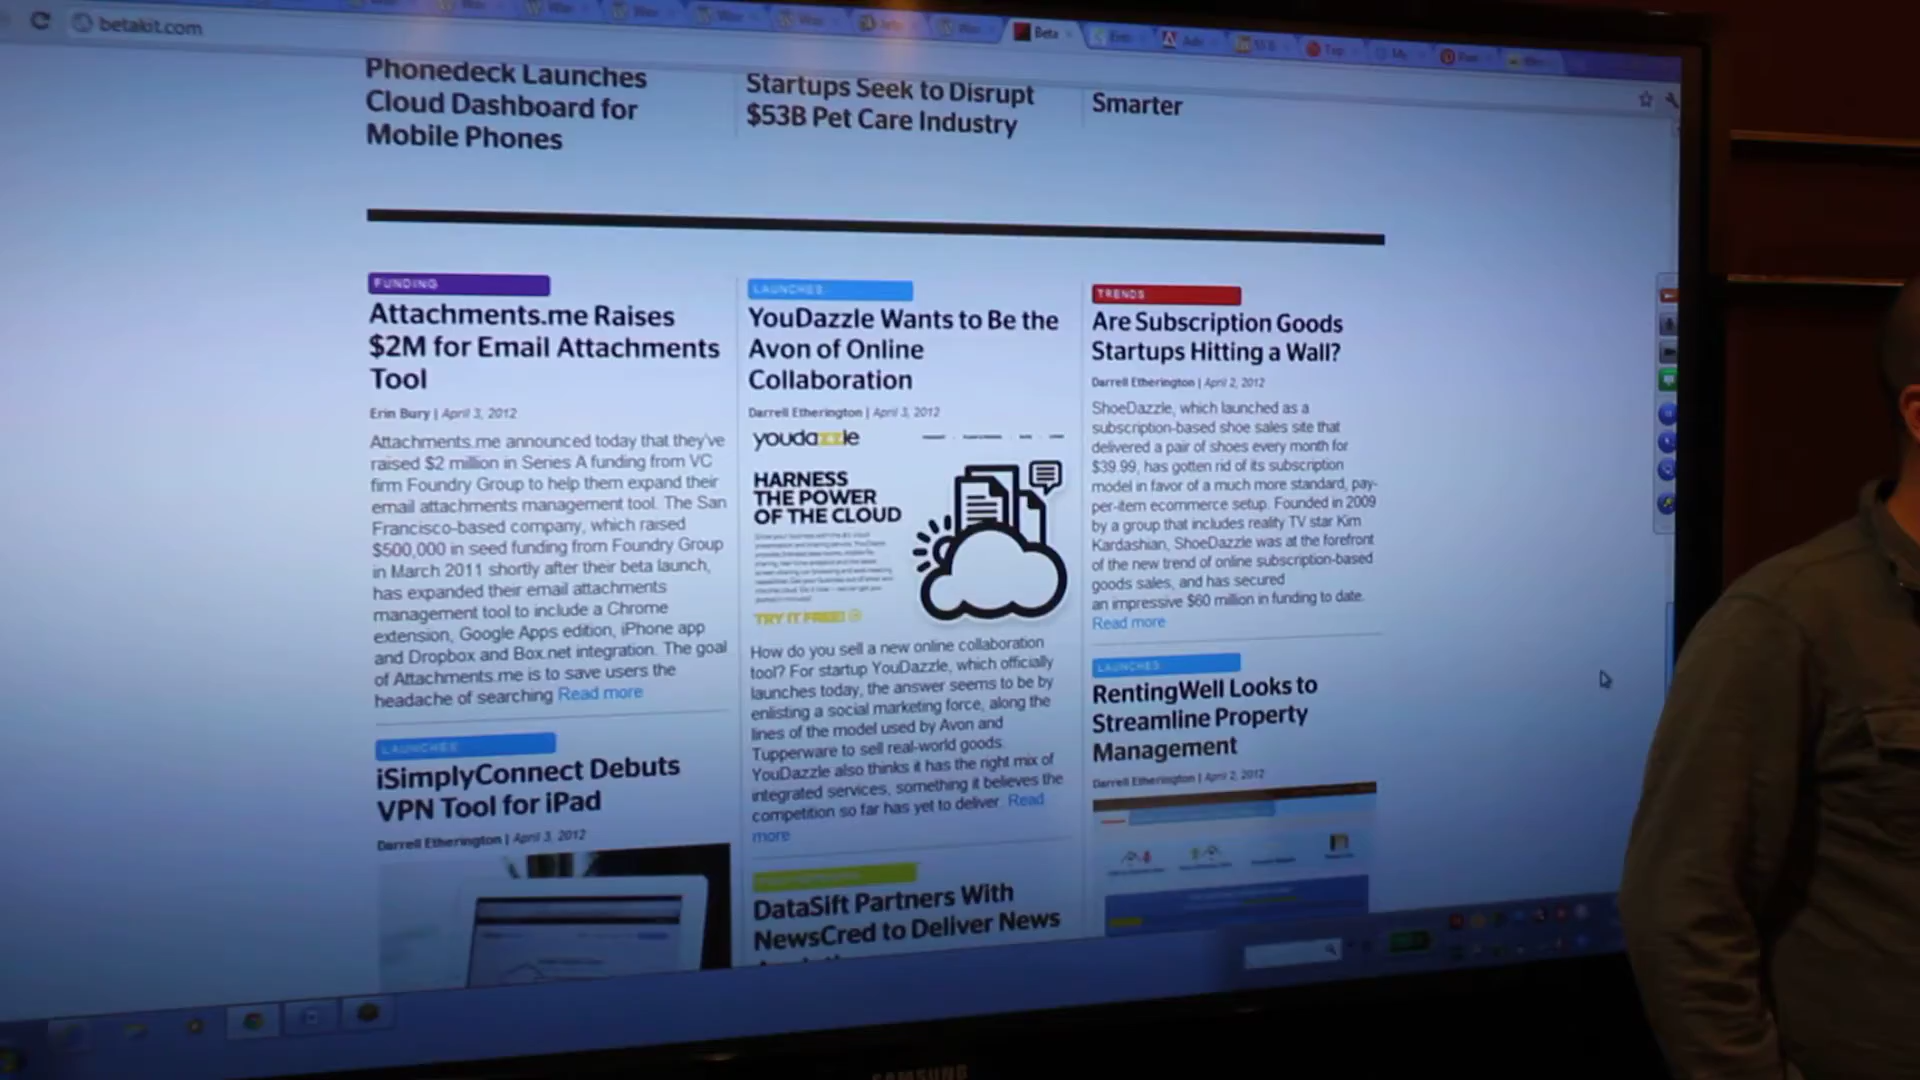 betakit.com
Beta
Phonedeck Launches
Cloud Dashboard for
Mobile Phones
Startups Seek to Disrupt
$53B Pet Care Industry
Smarter
FUNDING
Attachments.me Raises
$2M for Email Attachments
Tool
Erin Bury | April 3, 2012
Attachments.me announced today that they've
raised $2 million in Series A funding from VC
firm Foundry Group to help them expand their
email attachments management tool. The San
Francisco-based company, which raised
$500,000 in seed funding from Foundry Group
in March 2011 shortly after their beta launch,
has expanded their email attachments
management tool to include a Chrome
extension, Google Apps edition, iPhone app
and Dropbox and Box.net integration. The goal
of Attachments.me is to save users the
headache of searching Read more
LAUNCHES
iSimplyConnect Debuts
VPN Tool for iPad
Darrell Etherington | April 3, 2012
LAUNCHES
YouDazzle Wants to Be the
Avon of Online
Collaboration
Darrell Etherington | April 3, 2012
youdazzle
HARNESS
THE POWER
OF THE CLOUD
TRY IT FREE!
How do you sell a new online collaboration
tool? For startup YouDazzle, which officially
launches today, the answer seems to be by
enlisting a social marketing force, along the
lines of the model used by Avon and
Tupperware to sell real-world goods.
YouDazzle also thinks it has the right mix of
integrated services, something it believes the
competition so far has yet to deliver. Read
more
DataSift Partners With
NewsCred to Deliver News
TRENDS
Are Subscription Goods
Startups Hitting a Wall?
Darrell Etherington | April 2, 2012
ShoeDazzle, which launched as a
subscription-based shoe sales site that
delivered a pair of shoes every month for
$39.99, has gotten rid of its subscription
model in favor of a much more standard, pay-
per-item ecommerce setup. Founded in 2009
by a group that includes reality TV star Kim
Kardashian, ShoeDazzle was at the forefront
of the new trend of online subscription-based
goods sales, and has secured
an impressive $60 million in funding to date.
Read more
LAUNCHES
RentingWell Looks to
Streamline Property
Management
Darrell Etherington | April 2, 2012
SAMSUNG